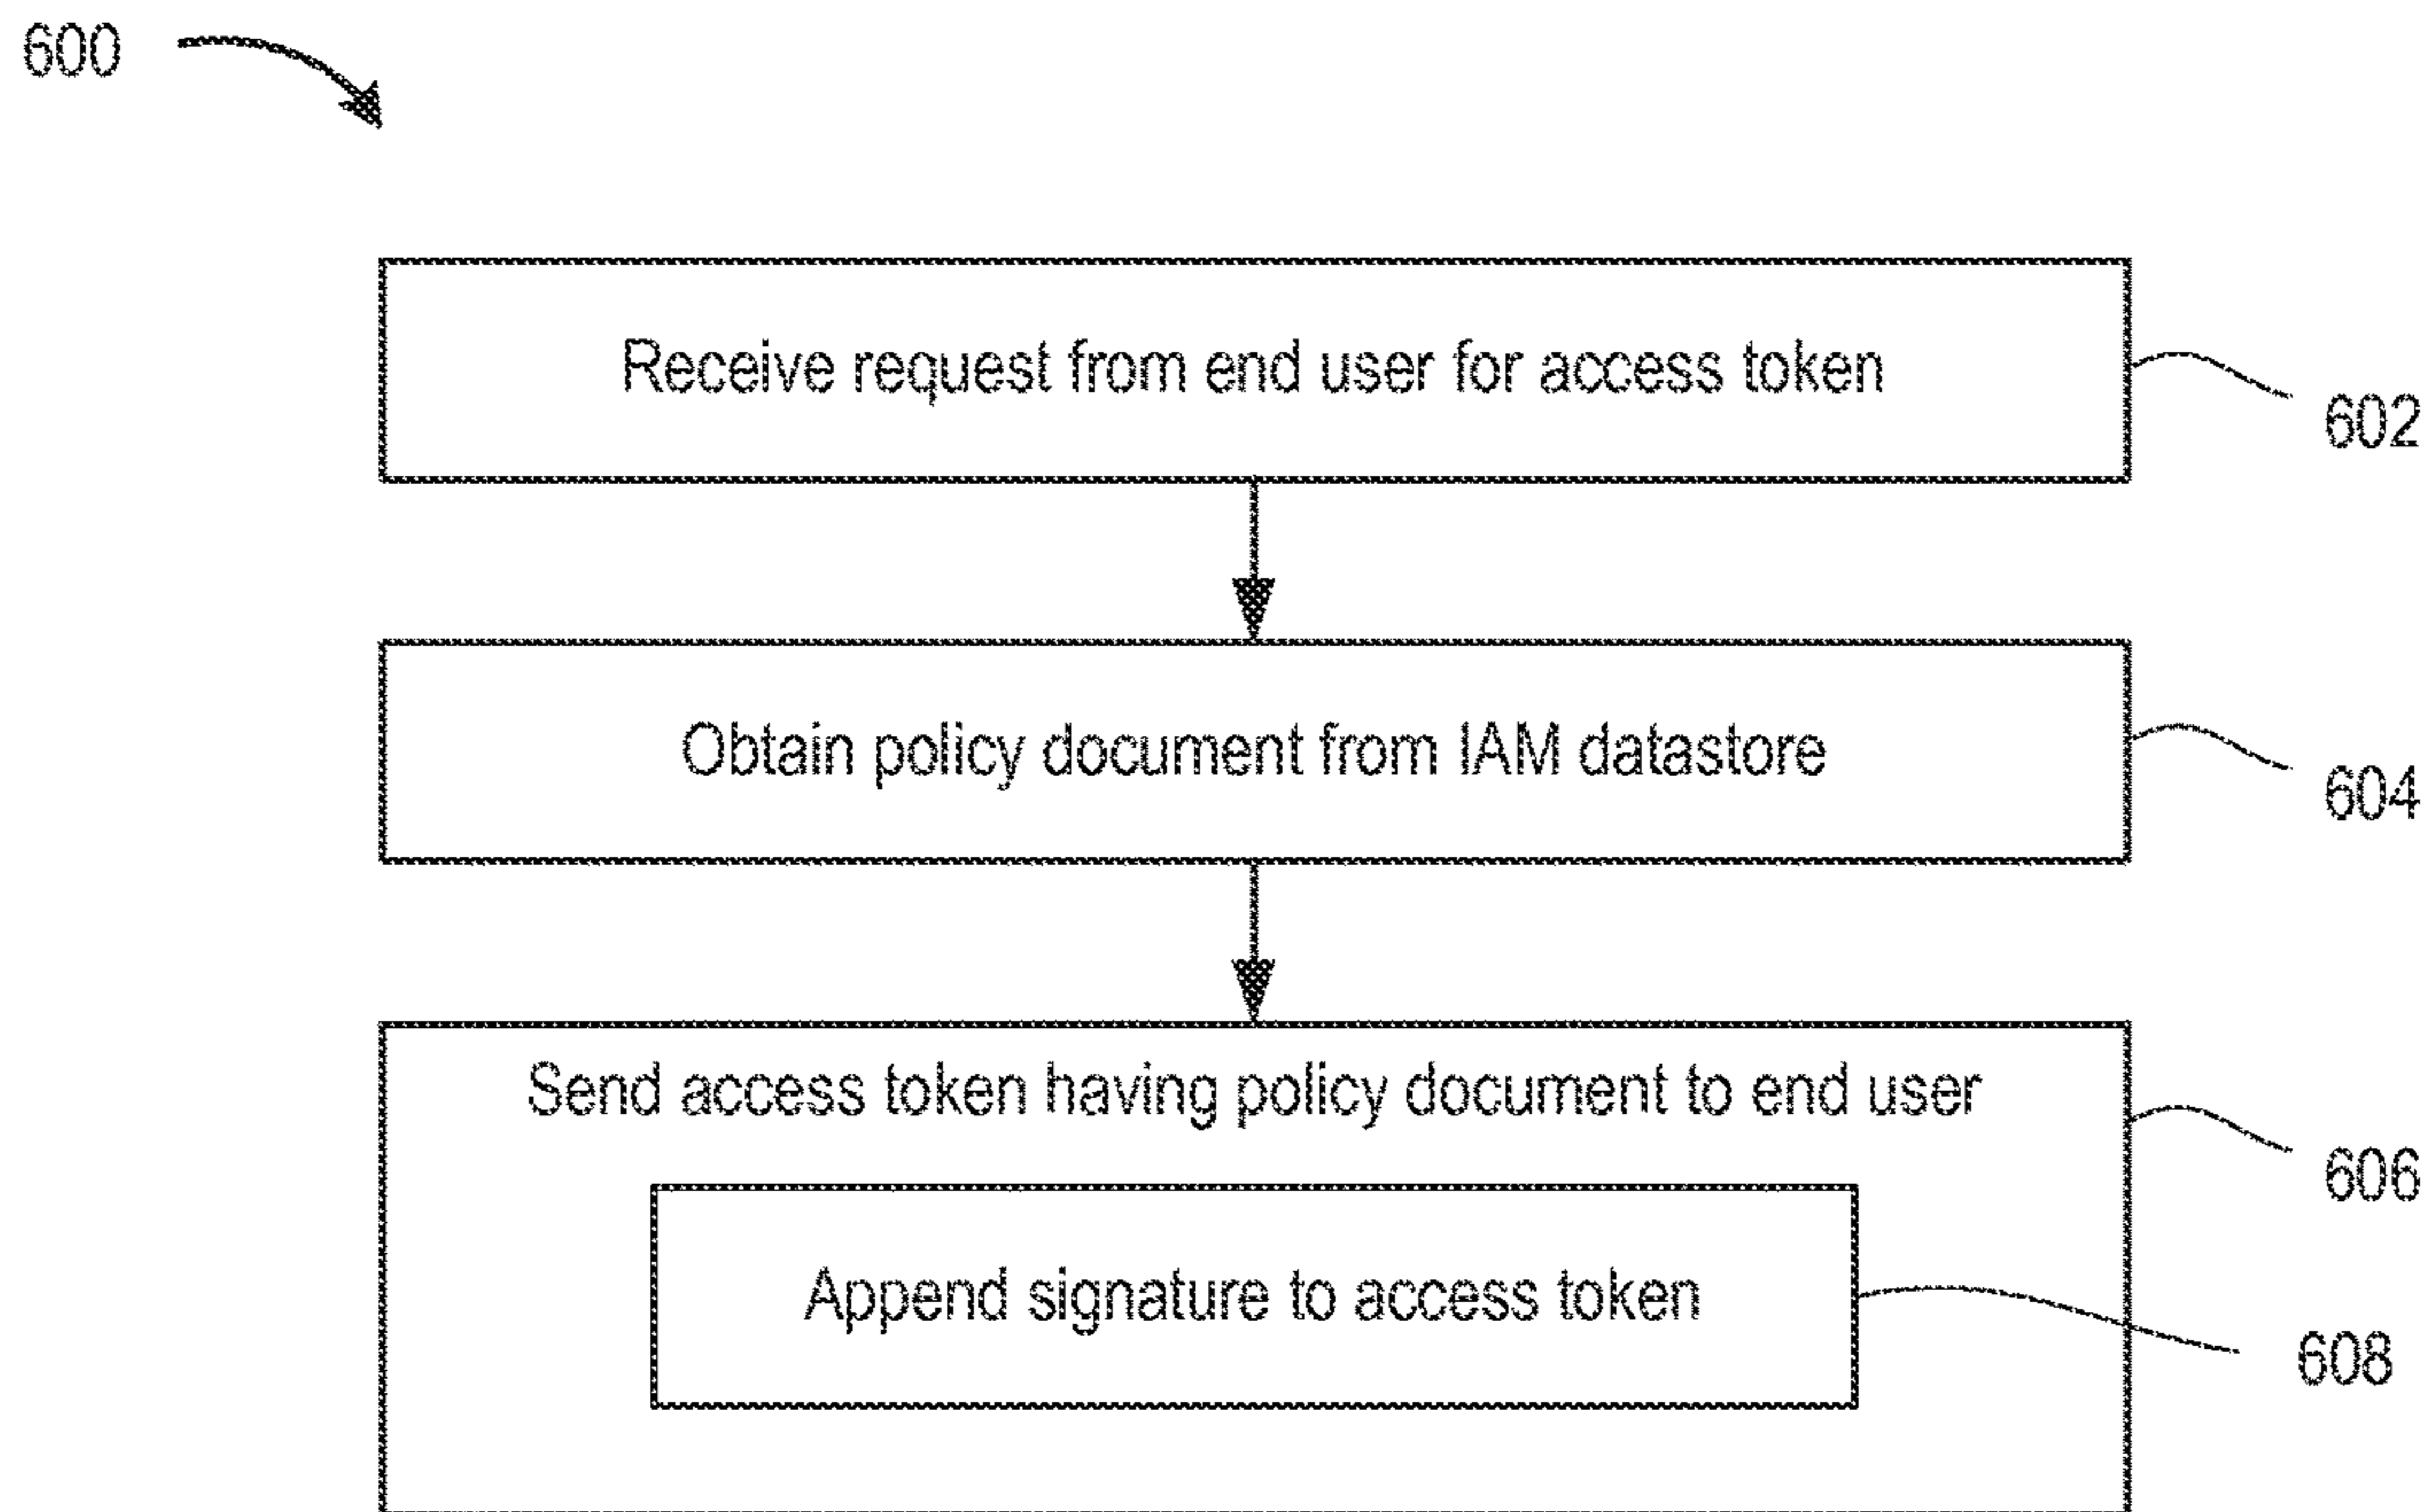 600
Receive request from end user for access token
602
Obtain policy document from IAM datastore
604
Send access token having policy document to end user
606
Append signature to access token
608